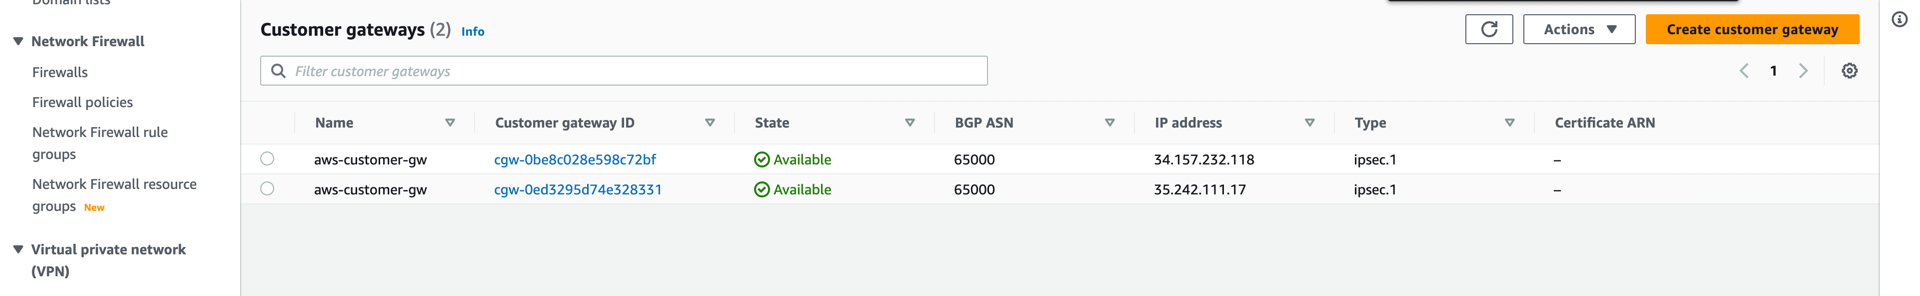 Domain lists
Network Firewall
Firewalls
Firewall policies
Network Firewall rule
groups
Network Firewall resource
groups New
Virtual private network
(VPN)
Customer gateways (2) Info
Actions
Create customer gateway
Filter customer gateways
1
Name Customer gateway ID State BGP ASN IP address Type Certificate ARN
aws-customer-gw cgw-0be8c028e598c72bf Available 65000 34.157.232.118 ipsec.1 –
aws-customer-gw cgw-0ed3295d74e328331 Available 65000 35.242.111.17 ipsec.1 –